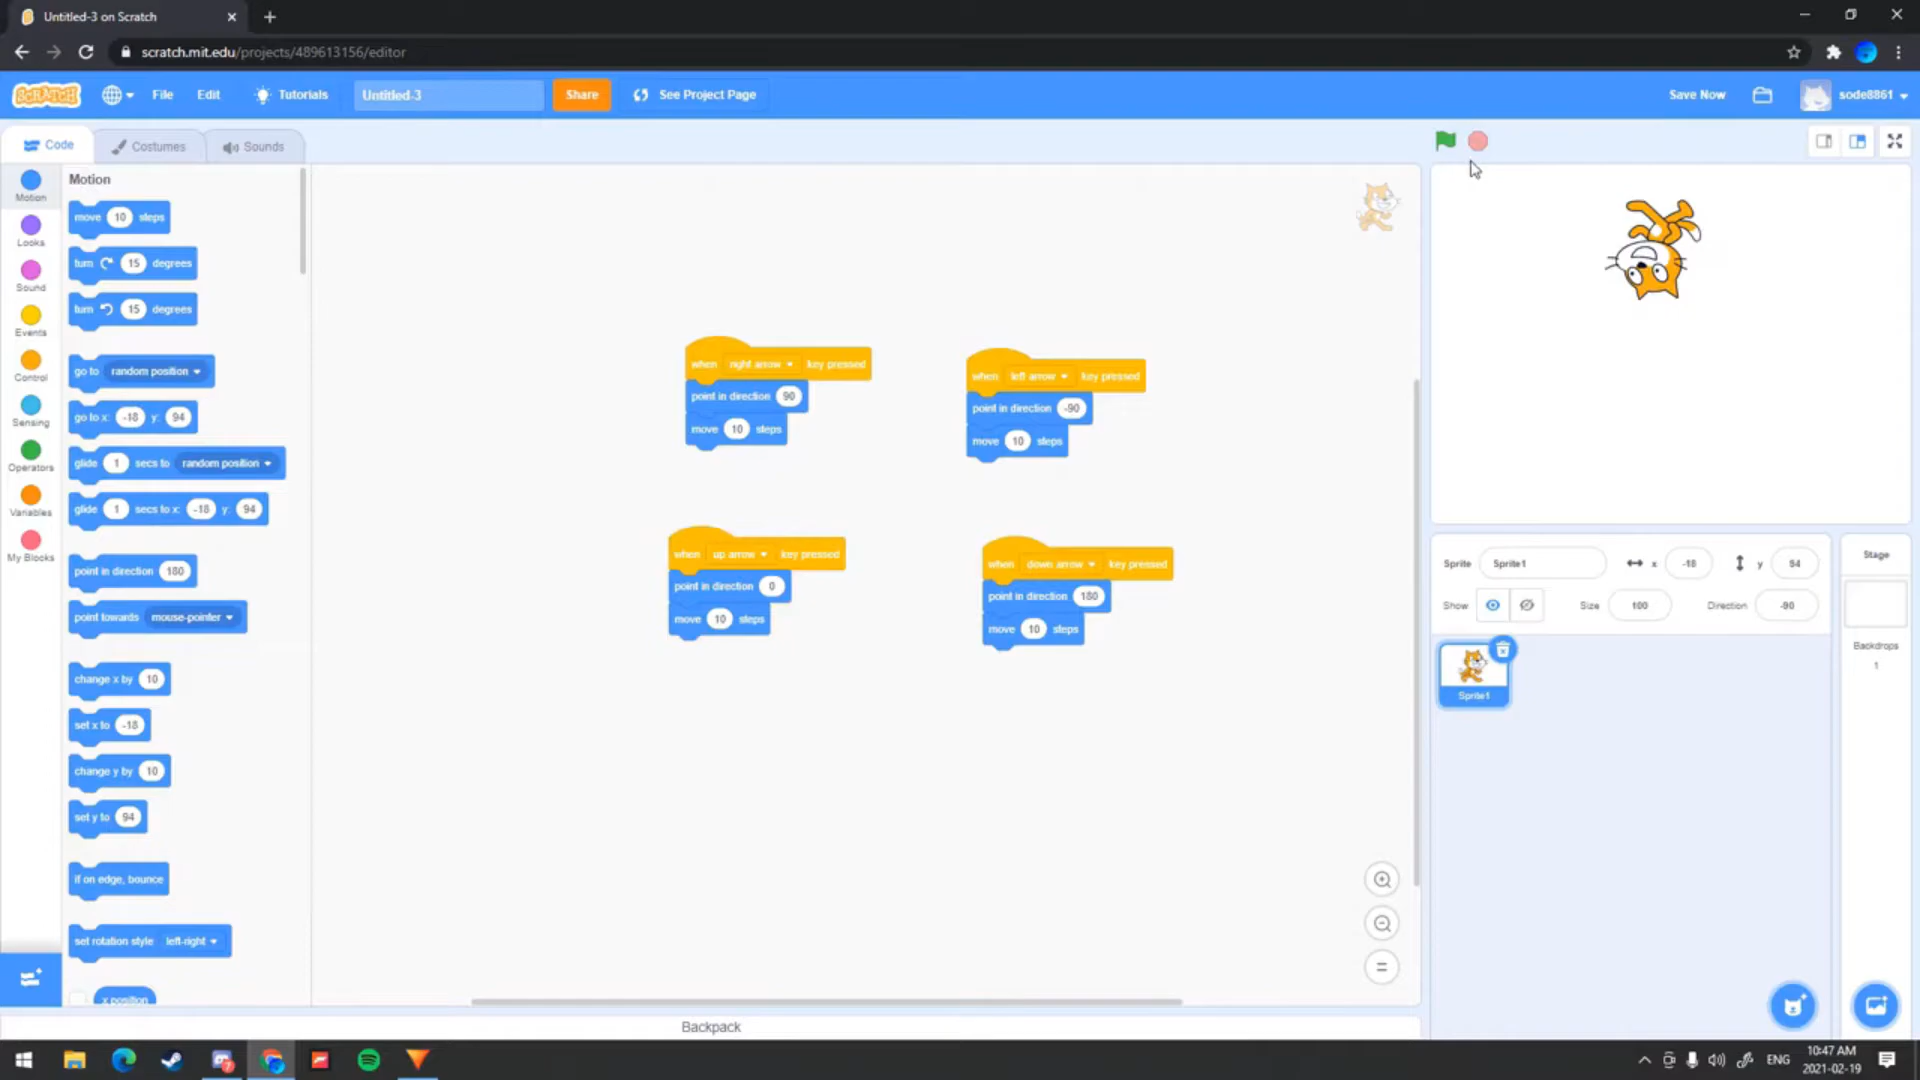 Untitled-3 on Scratch
scratch.mit.edu/projects/489613156/editor
SCRATCH
File
Edit
Tutorials
Untitled-3
Share
See Project Page
Save Now
sode8861
Code
Costumes
Sounds
Motion
Looks
Sound
Events
Control
Sensing
Operators
Variables
My Blocks
Motion
move 10 steps
turn 15 degrees
turn 15 degrees
go to random position
go to x: -18 y: 94
glide 1 secs to random position
glide 1 secs to x: -18 y: 94
point in direction 180
point towards mouse-pointer
change x by 10
set x to -18
change y by 10
set y to 94
if on edge, bounce
set rotation style left-right
x position
when right arrow key pressed
point in direction 90
move 10 steps
when left arrow key pressed
point in direction -90
move 10 steps
when up arrow key pressed
point in direction 0
move 10 steps
when down arrow key pressed
point in direction 180
move 10 steps
Sprite Sprite1 x -18 y 94
Show Size 100 Direction -90
Sprite1
Stage
Backdrops
1
Backpack
ENG
10:47 AM
2021-02-19